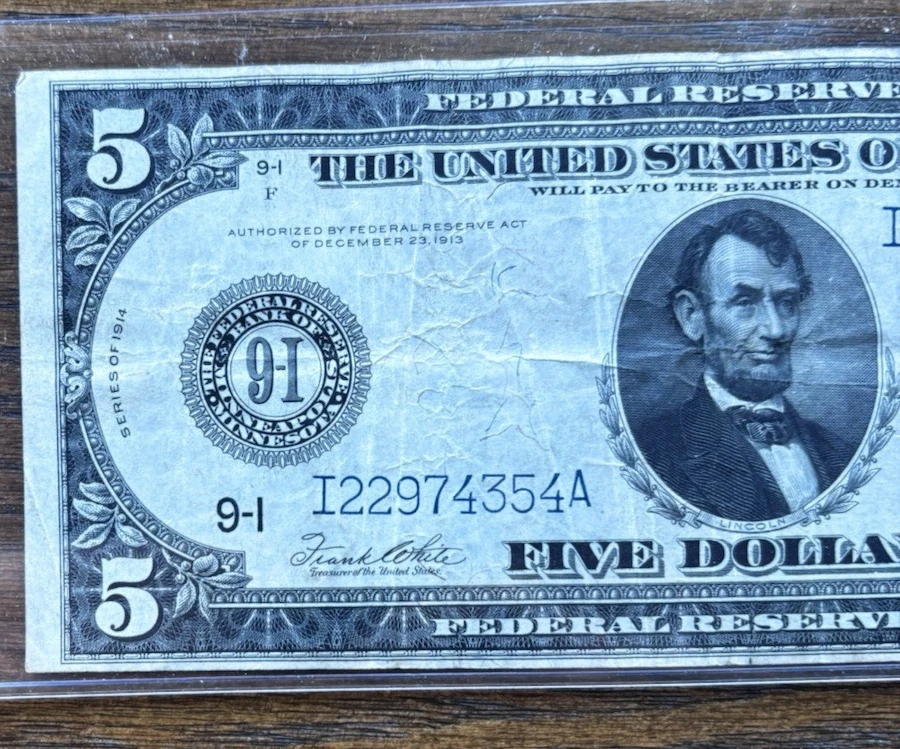 5
FEDERAL RESERVE
9-I
THE UNITED STATES O
F
WILL PAY TO THE BEARER ON DE
I
AUTHORIZED BY FEDERAL RESERVE ACT
OF DECEMBER 23, 1913
SERIES OF 1914
THE FEDERAL RESERVE
BANK OF
9-I
MINNEAPOLIS
MINNESOTA
I22974354A
9-I
LINCOLN
Frank White
Treasurer of the United States.
FIVE DOLLA
5
FEDERAL RESERV